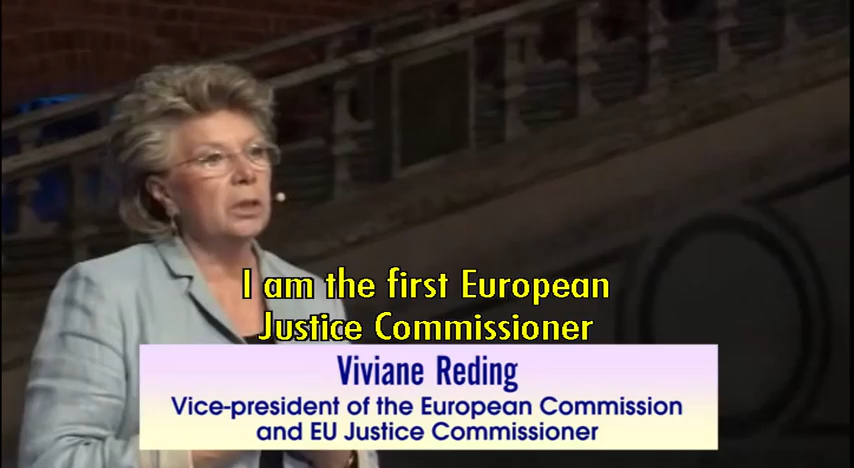 I am the first European
Justice Commissioner
Viviane Reding
Vice-president of the European Commission
and EU Justice Commissioner